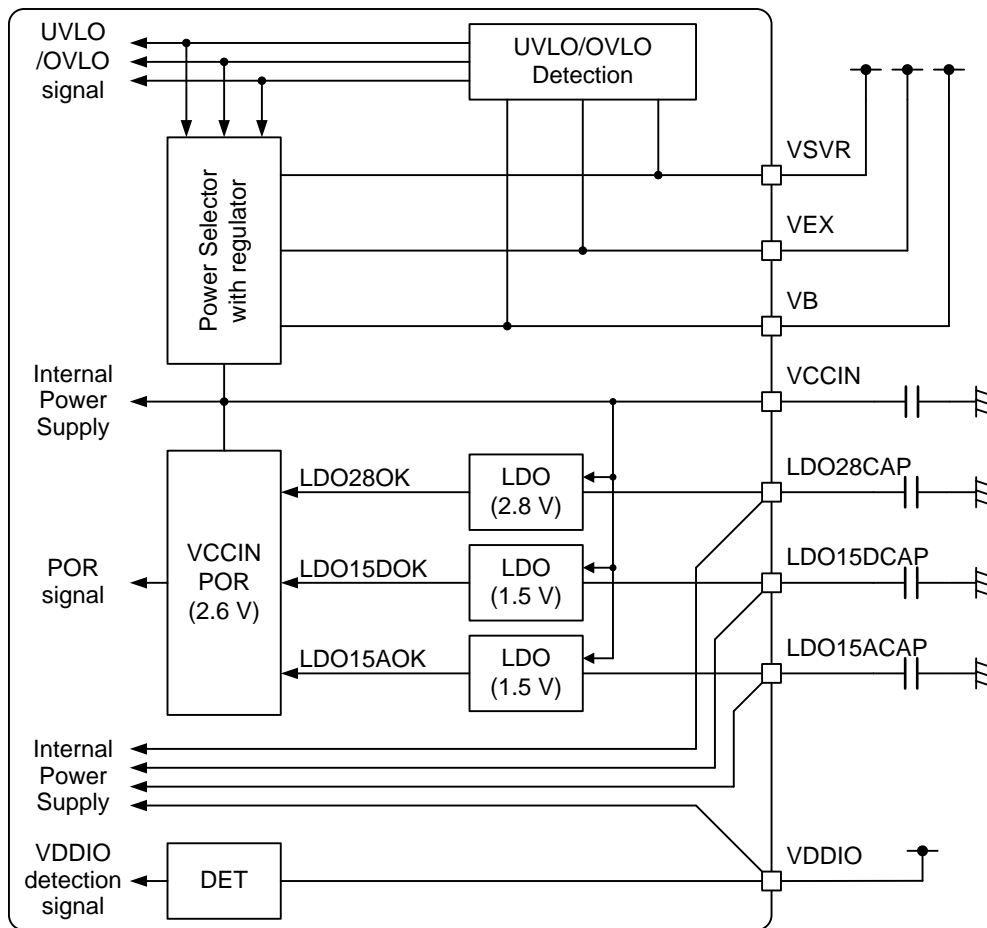 UVLO
/OVLO
signal
UVLO/OVLO
Detection
VSVR
VEX
VB
Power Selector
with regulator
Internal
Power
Supply
VCCIN
LDO28OK
LDO
(2.8 V)
LDO28CAP
VCCIN
POR
(2.6 V)
POR
signal
LDO15DOK
LDO
(1.5 V)
LDO15DCAP
LDO15AOK
LDO
(1.5 V)
LDO15ACAP
Internal
Power
Supply
VDDIO
detection
signal
DET
VDDIO